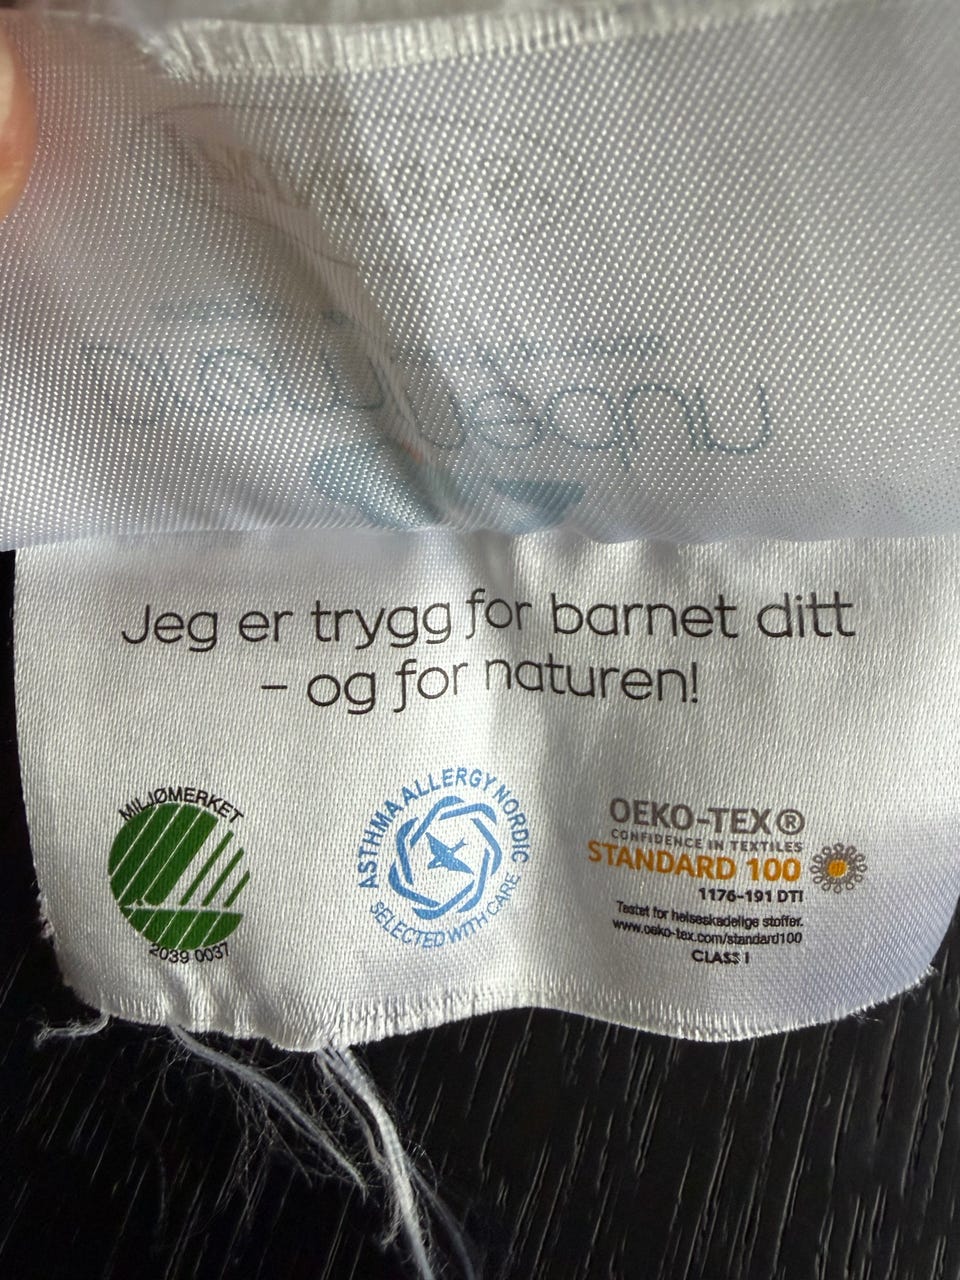 Jeg er trygg for barnet ditt
– og for naturen!
MILJØMERKET
2039 0037
ASTHMA ALLERGY NORDIC
SELECTED WITH CARE
OEKO-TEX®
CONFIDENCE IN TEXTILES
STANDARD 100
1176-191 DTI
Testet for helseskadelige stoffer.
www.oeko-tex.com/standard100
CLASS I